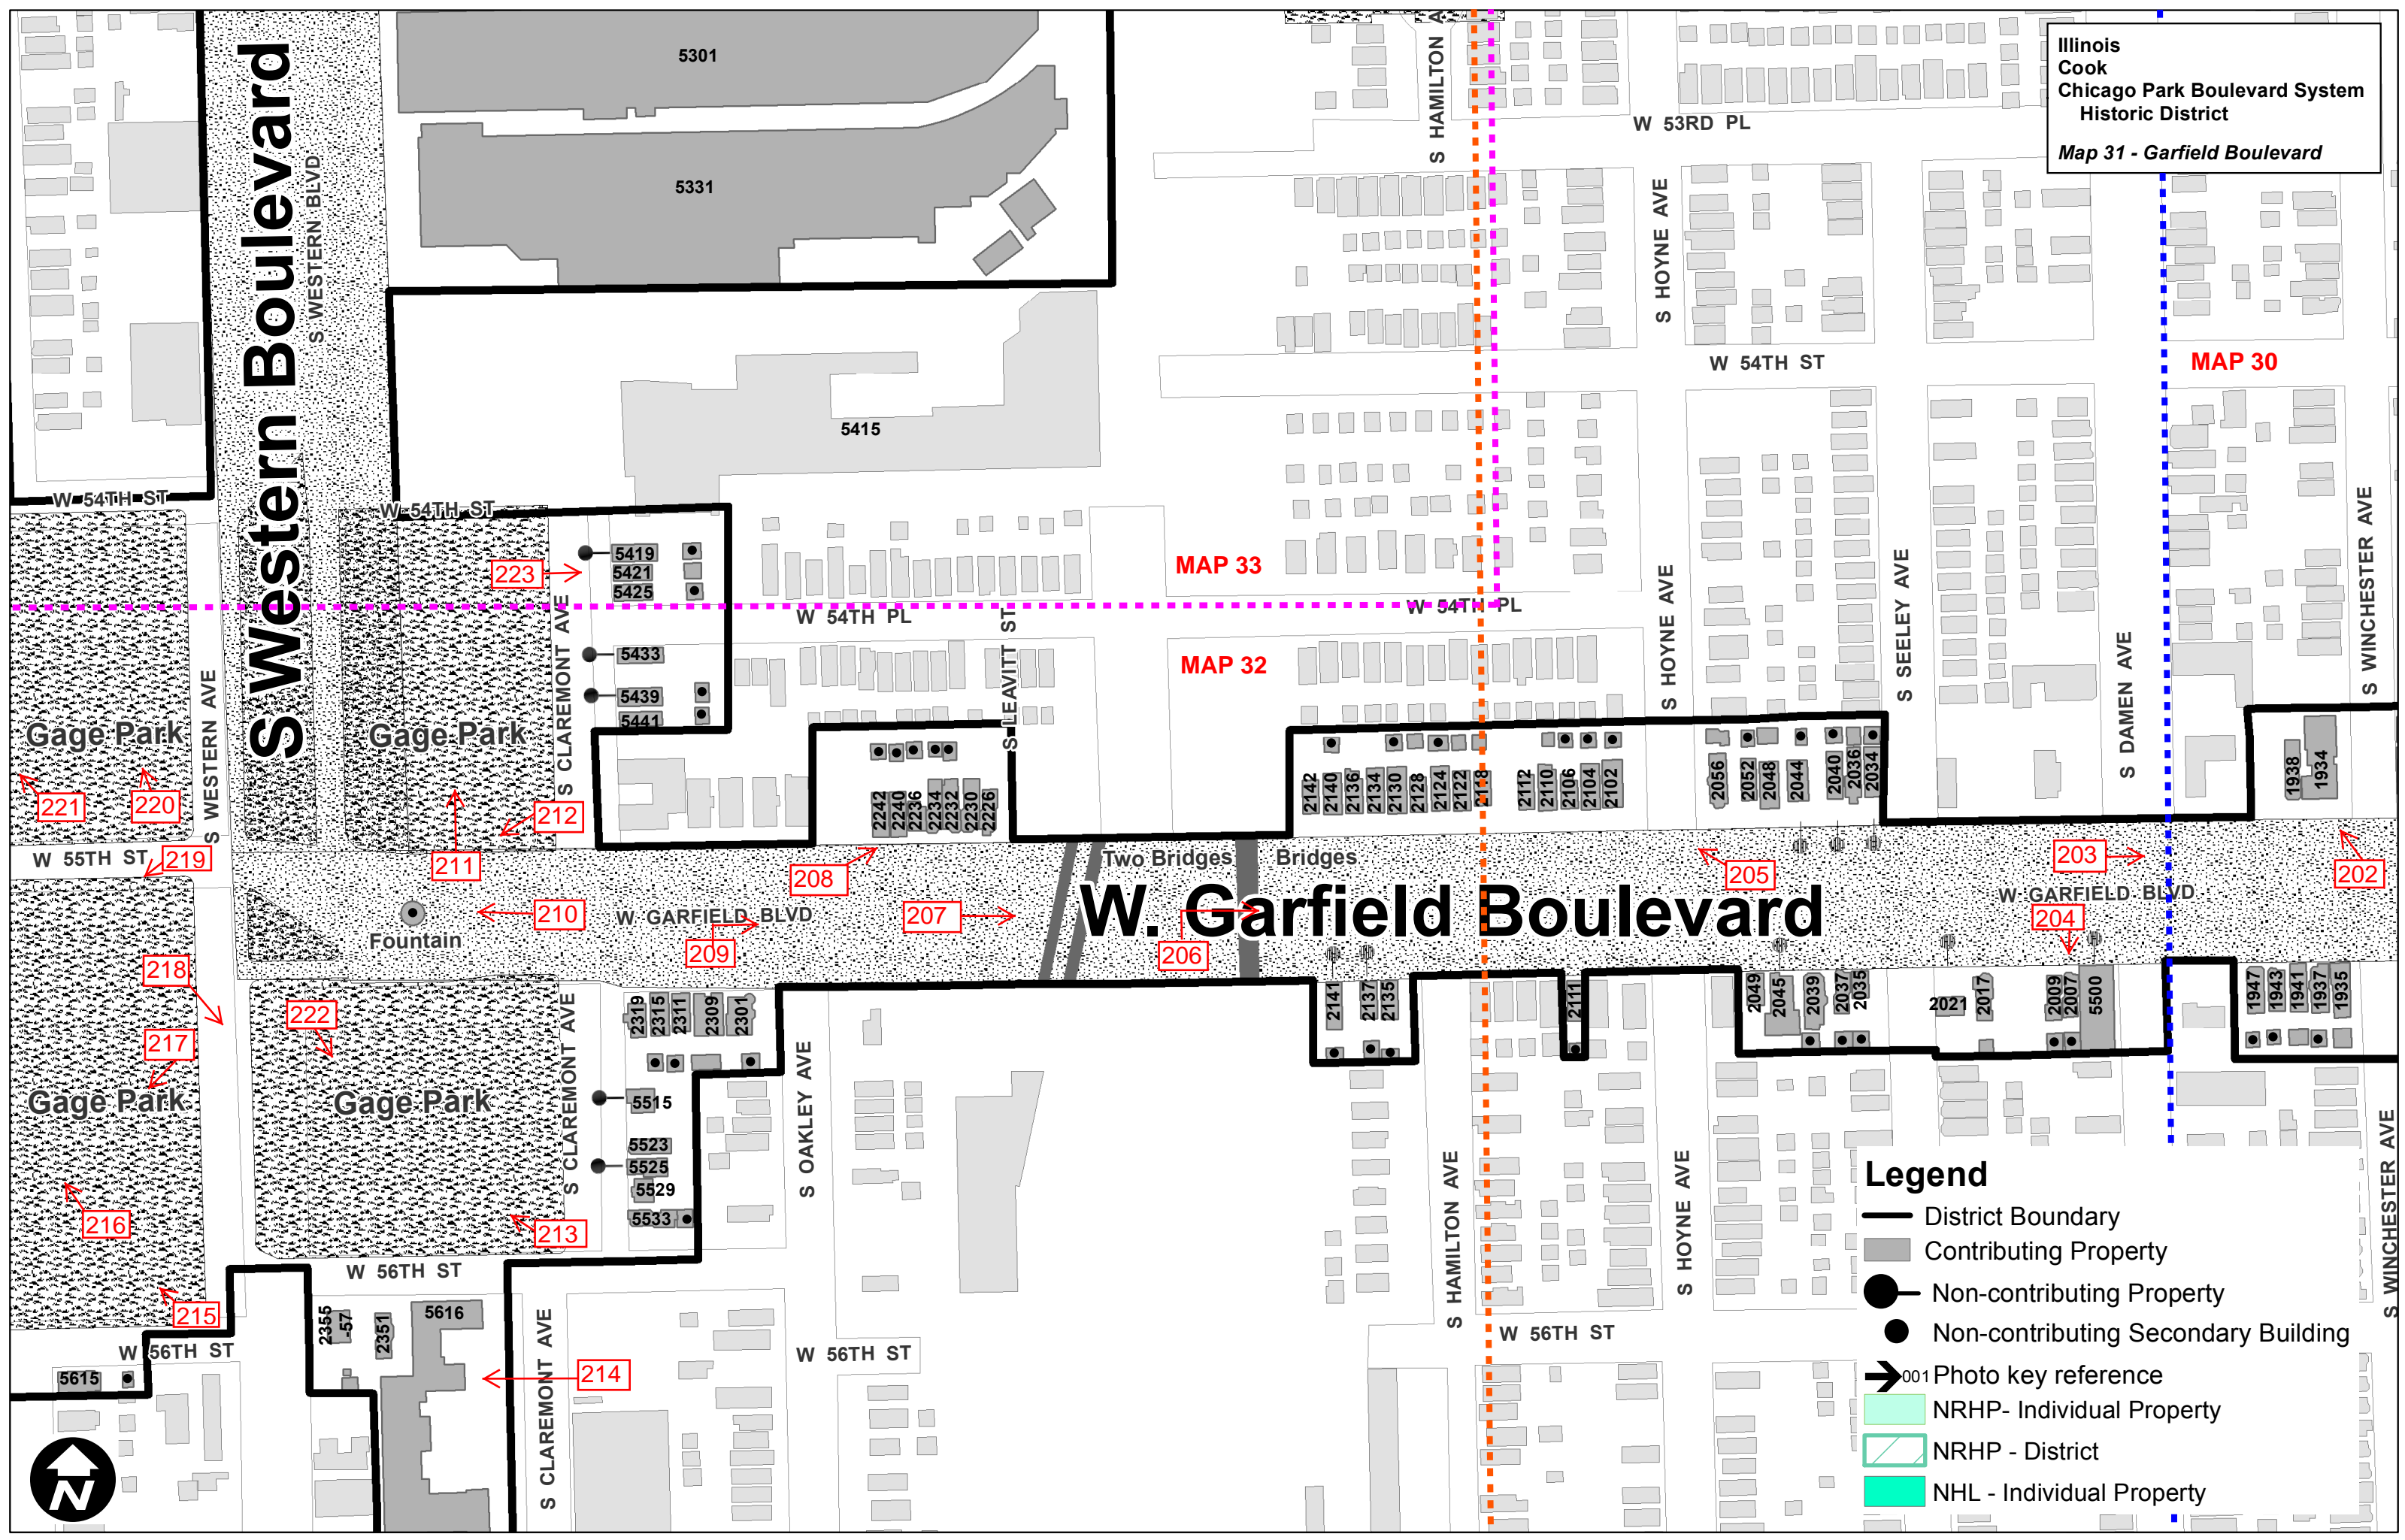 Illinois
Cook
Chicago Park Boulevard System
Historic District
Map 31 - Garfield Boulevard
5301
5331
5415
S Western Boulevard
S WESTERN BLVD
S HAMILTON A
W 53RD PL
S HOYNE AVE
W 54TH ST
MAP 30
W 54TH ST
W 54TH ST
S WINCHESTER AVE
5419
5421
5425
223
MAP 33
S CLAREMONT AVE
W 54TH PL
S LEAVITT ST
W 54TH PL
S HOYNE AVE
S SEELEY AVE
S DAMEN AVE
MAP 32
5433
5439
5441
S WESTERN AVE
Gage Park
Gage Park
221
220
212
211
219
W 55TH ST
2242
2240
2236
2234
2232
2230
2226
2142
2140
2136
2134
2130
2128
2124
2122
2118
2112
2110
2106
2104
2102
2056
2052
2048
2044
2040
2036
2034
1938
1934
208
Two Bridges
Bridges
205
203
202
W. Garfield Boulevard
W GARFIELD BLVD
W GARFIELD BLVD
210
209
207
206
204
Fountain
218
222
217
Gage Park
Gage Park
216
213
215
2319
2315
2311
2309
2301
2141
2137
2135
2111
2049
2045
2039
2037
2035
2021
2017
2009
2007
5500
1947
1943
1941
1937
1935
S CLAREMONT AVE
S OAKLEY AVE
5515
5523
5525
5529
5533
S HAMILTON AVE
S HOYNE AVE
S WINCHESTER AVE
W 56TH ST
W 56TH ST
W 56TH ST
W 56TH ST
2355
-57
2351
5616
5615
214
S CLAREMONT AVE
N
Legend
District Boundary
Contributing Property
Non-contributing Property
Non-contributing Secondary Building
001 Photo key reference
NRHP- Individual Property
NRHP - District
NHL - Individual Property